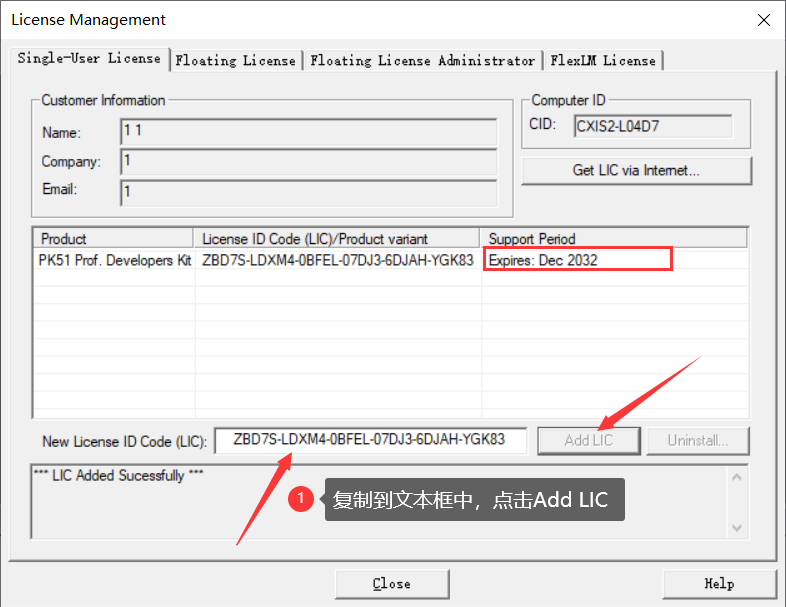 License Management
Single-User License
Floating License
Floating License Administrator
FlexLM License
Customer Information
Name:
1 1
Company:
1
Email:
1
Computer ID
CID:
CXIS2-L04D7
Get LIC via Internet...
Product
License ID Code (LIC)/Product variant
Support Period
PK51 Prof. Developers Kit
ZBD7S-LDXM4-0BFEL-07DJ3-6DJAH-YGK83
Expires: Dec 2032
New License ID Code (LIC):
ZBD7S-LDXM4-0BFEL-07DJ3-6DJAH-YGK83
Add LIC
Uninstall...
*** LIC Added Sucessfully ***
1
复制到文本框中，点击Add LIC
Close
Help